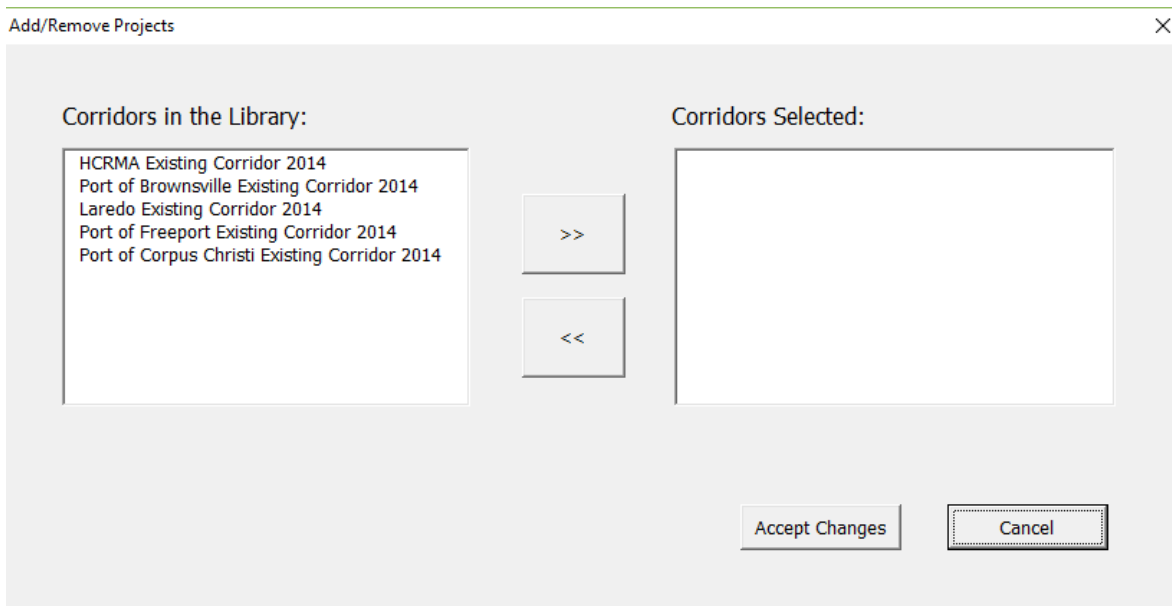 Add/Remove Projects
Corridors in the Library:
HCRMA Existing Corridor 2014
Port of Brownsville Existing Corridor 2014
Laredo Existing Corridor 2014
Port of Freeport Existing Corridor 2014
Port of Corpus Christi Existing Corridor 2014
>>
<<
Corridors Selected:
Accept Changes
Cancel